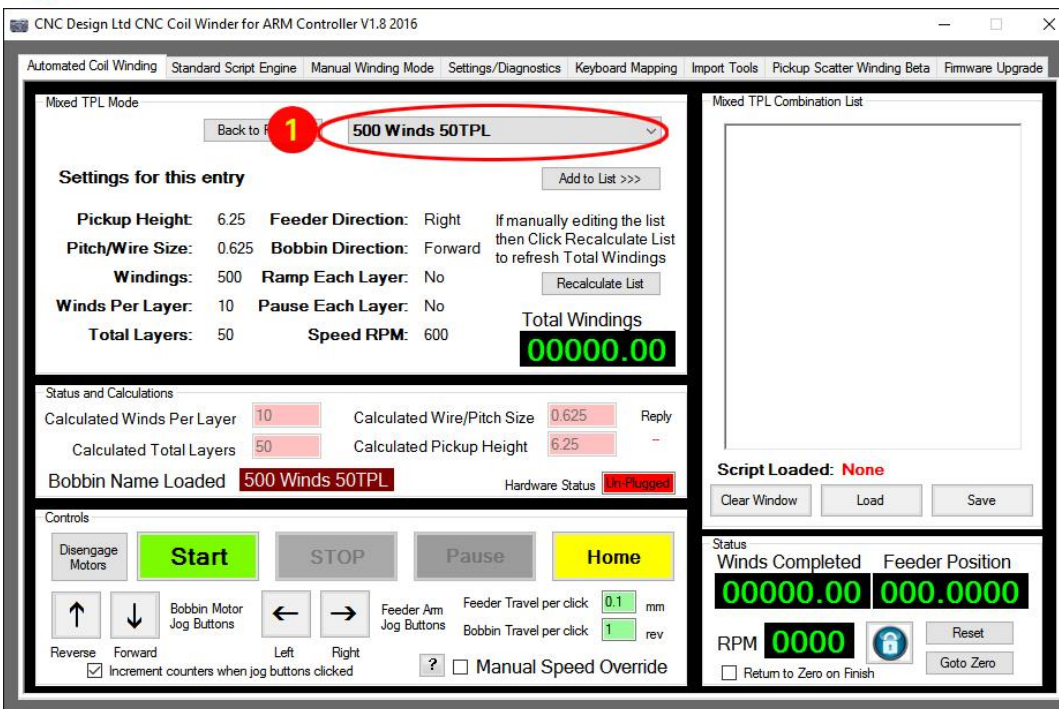 CNC Design Ltd CNC Coil Winder for ARM Controller V1.8 2016
Automated Coil Winding Standard Script Engine Manual Winding Mode Settings/Diagnostics Keyboard Mapping Import Tools Pickup Scatter Winding Beta Firmware Upgrade
Mixed TPL Mode
Back to
1
500 Winds 50TPL
Settings for this entry
Add to List >>>
Pickup Height: 6.25 Feeder Direction: Right
Pitch/Wire Size: 0.625 Bobbin Direction: Forward
Windings: 500 Ramp Each Layer: No
Winds Per Layer: 10 Pause Each Layer: No
Total Layers: 50 Speed RPM: 600
If manually editing the list
then Click Recalculate List
to refresh Total Windings
Recalculate List
Total Windings
00000.00
Mixed TPL Combination List
Script Loaded: None
Clear Window Load Save
Status and Calculations
Calculated Winds Per Layer 10 Calculated Wire/Pitch Size 0.625 Reply
Calculated Total Layers 50 Calculated Pickup Height 6.25 --
Bobbin Name Loaded 500 Winds 50TPL Hardware Status Un-Plugged
Controls
Disengage
Motors
Start STOP Pause Home
Bobbin Motor
Jog Buttons
Reverse Forward
Feeder Arm
Jog Buttons
Left Right
Feeder Travel per click 0.1 mm
Bobbin Travel per click 1 rev
Increment counters when jog buttons clicked
? Manual Speed Override
Status
Winds Completed Feeder Position
00000.00 000.0000
RPM 0000
Reset
Goto Zero
Return to Zero on Finish